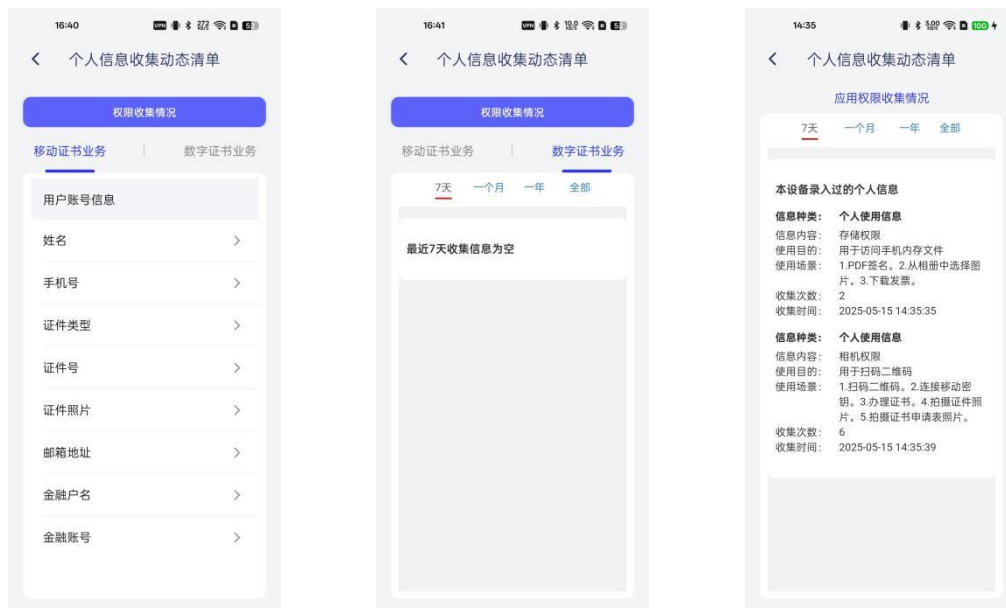 16:40
VPN 5
个人信息收集动态清单
权限收集情况
移动证书业务 数字证书业务
用户账号信息
姓名
手机号
证件类型
证件号
证件照片
邮箱地址
金融户名
金融账号
16:41
VPN 5
个人信息收集动态清单
权限收集情况
移动证书业务 数字证书业务
7天 一个月 一年 全部
最近7天收集信息为空
14:35
100
个人信息收集动态清单
应用权限收集情况
7天 一个月 一年 全部
本设备录入过的个人信息
信息种类： 个人使用信息
信息内容： 存储权限
使用目的： 用于访问手机内存文件
使用场景： 1.PDF签名。2.从相册中选择图
片。3.下载发票。
收集次数： 2
收集时间： 2025-05-15 14:35:35
信息种类： 个人使用信息
信息内容： 相机权限
使用目的： 用于扫码二维码
使用场景： 1.扫码二维码。2.连接移动密
钥。3.办理证书。4.拍摄证件照
片。5.拍摄证书申请表照片。
收集次数： 6
收集时间： 2025-05-15 14:35:39